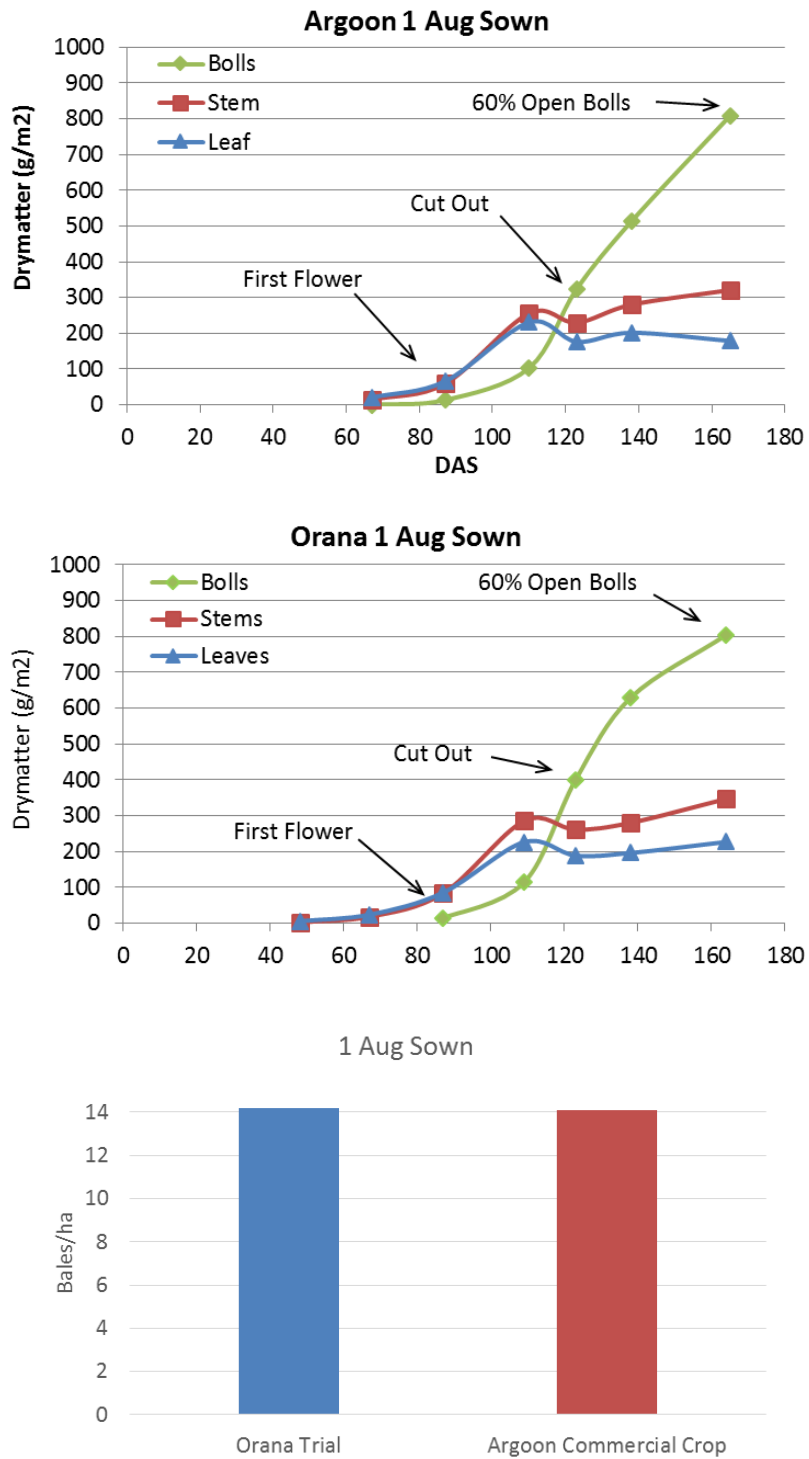 Argoon 1 Aug Sown
1000
900
800
700
600
500
400
300
200
100
0
Drymatter (g/m2)
Bolls
Stem
Leaf
60% Open Bolls
Cut Out
First Flower
0 20 40 60 80 100 120 140 160 180
DAS
Orana 1 Aug Sown
1000
900
800
700
600
500
400
300
200
100
0
Drymatter (g/m2)
Bolls
Stems
Leaves
60% Open Bolls
Cut Out
First Flower
0 20 40 60 80 100 120 140 160 180
1 Aug Sown
14
12
10
8
6
4
2
0
Bales/ha
Orana Trial
Argoon Commercial Crop